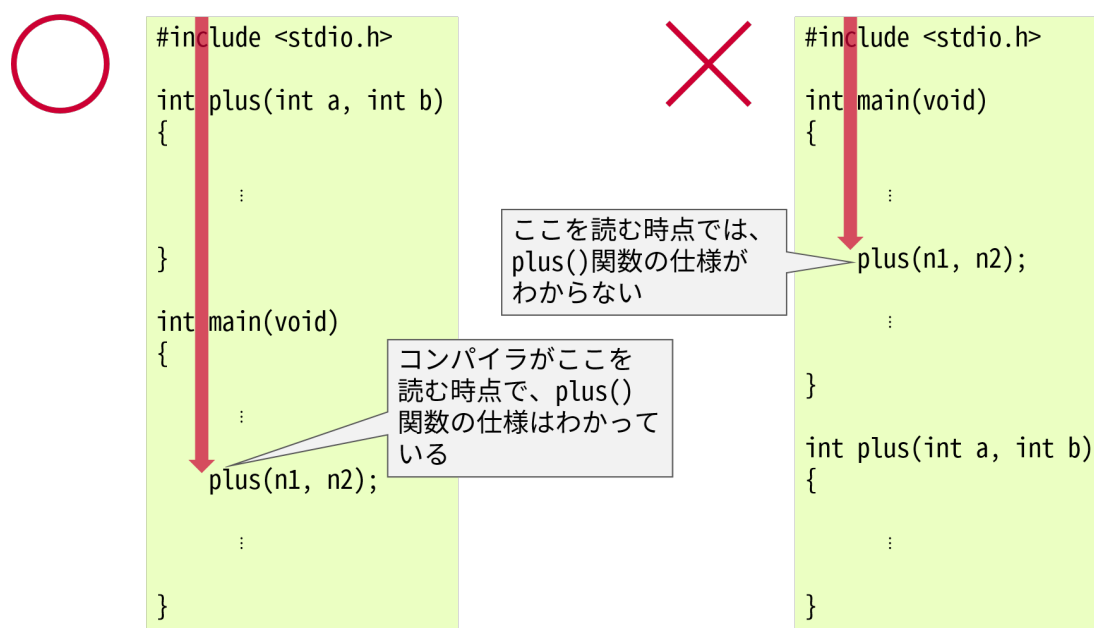 #include <stdio.h>
int plus(int a, int b)
{
⋮
}
int main(void)
{
⋮
plus(n1, n2);
⋮
}
コンパイラがここを
読む時点で、plus()
関数の仕様はわかって
いる
#include <stdio.h>
int main(void)
{
⋮
plus(n1, n2);
⋮
}
int plus(int a, int b)
{
⋮
}
ここを読む時点では、
plus()関数の仕様が
わからない